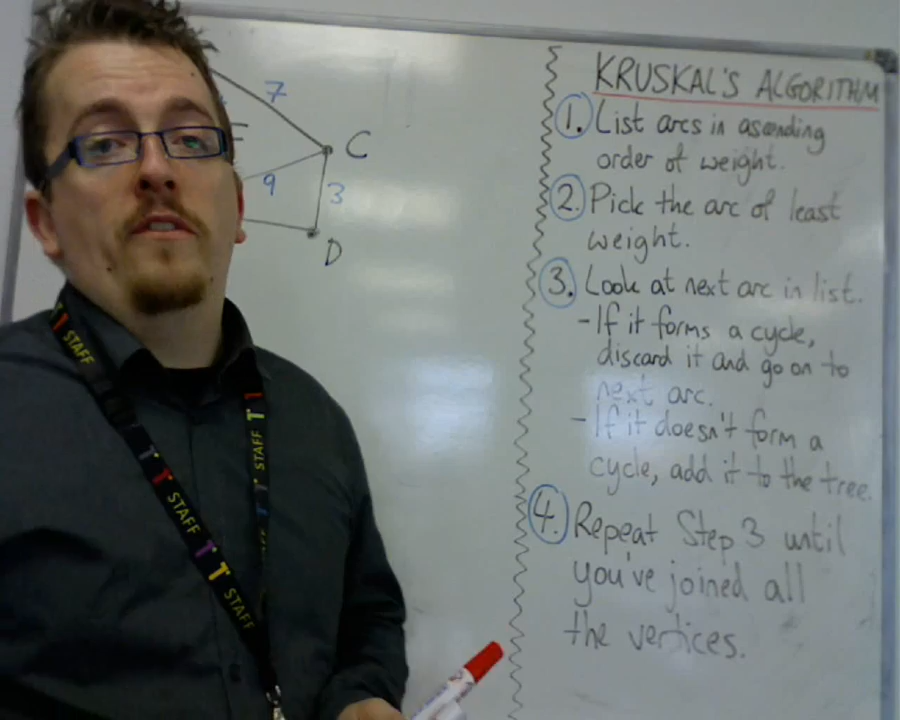 KRUSKAL'S ALGORITHM
1. List arcs in ascending
order of weight.
2. Pick the arc of least
weight.
3. Look at next arc in list.
- If it forms a cycle,
discard it and go on to
next arc.
- If it doesn't form a
cycle, add it to the tree.
4. Repeat Step 3 until
you've joined all
the vertices.
7
C
9
3
D
STAFF
STAFF
STAFF
STAFF